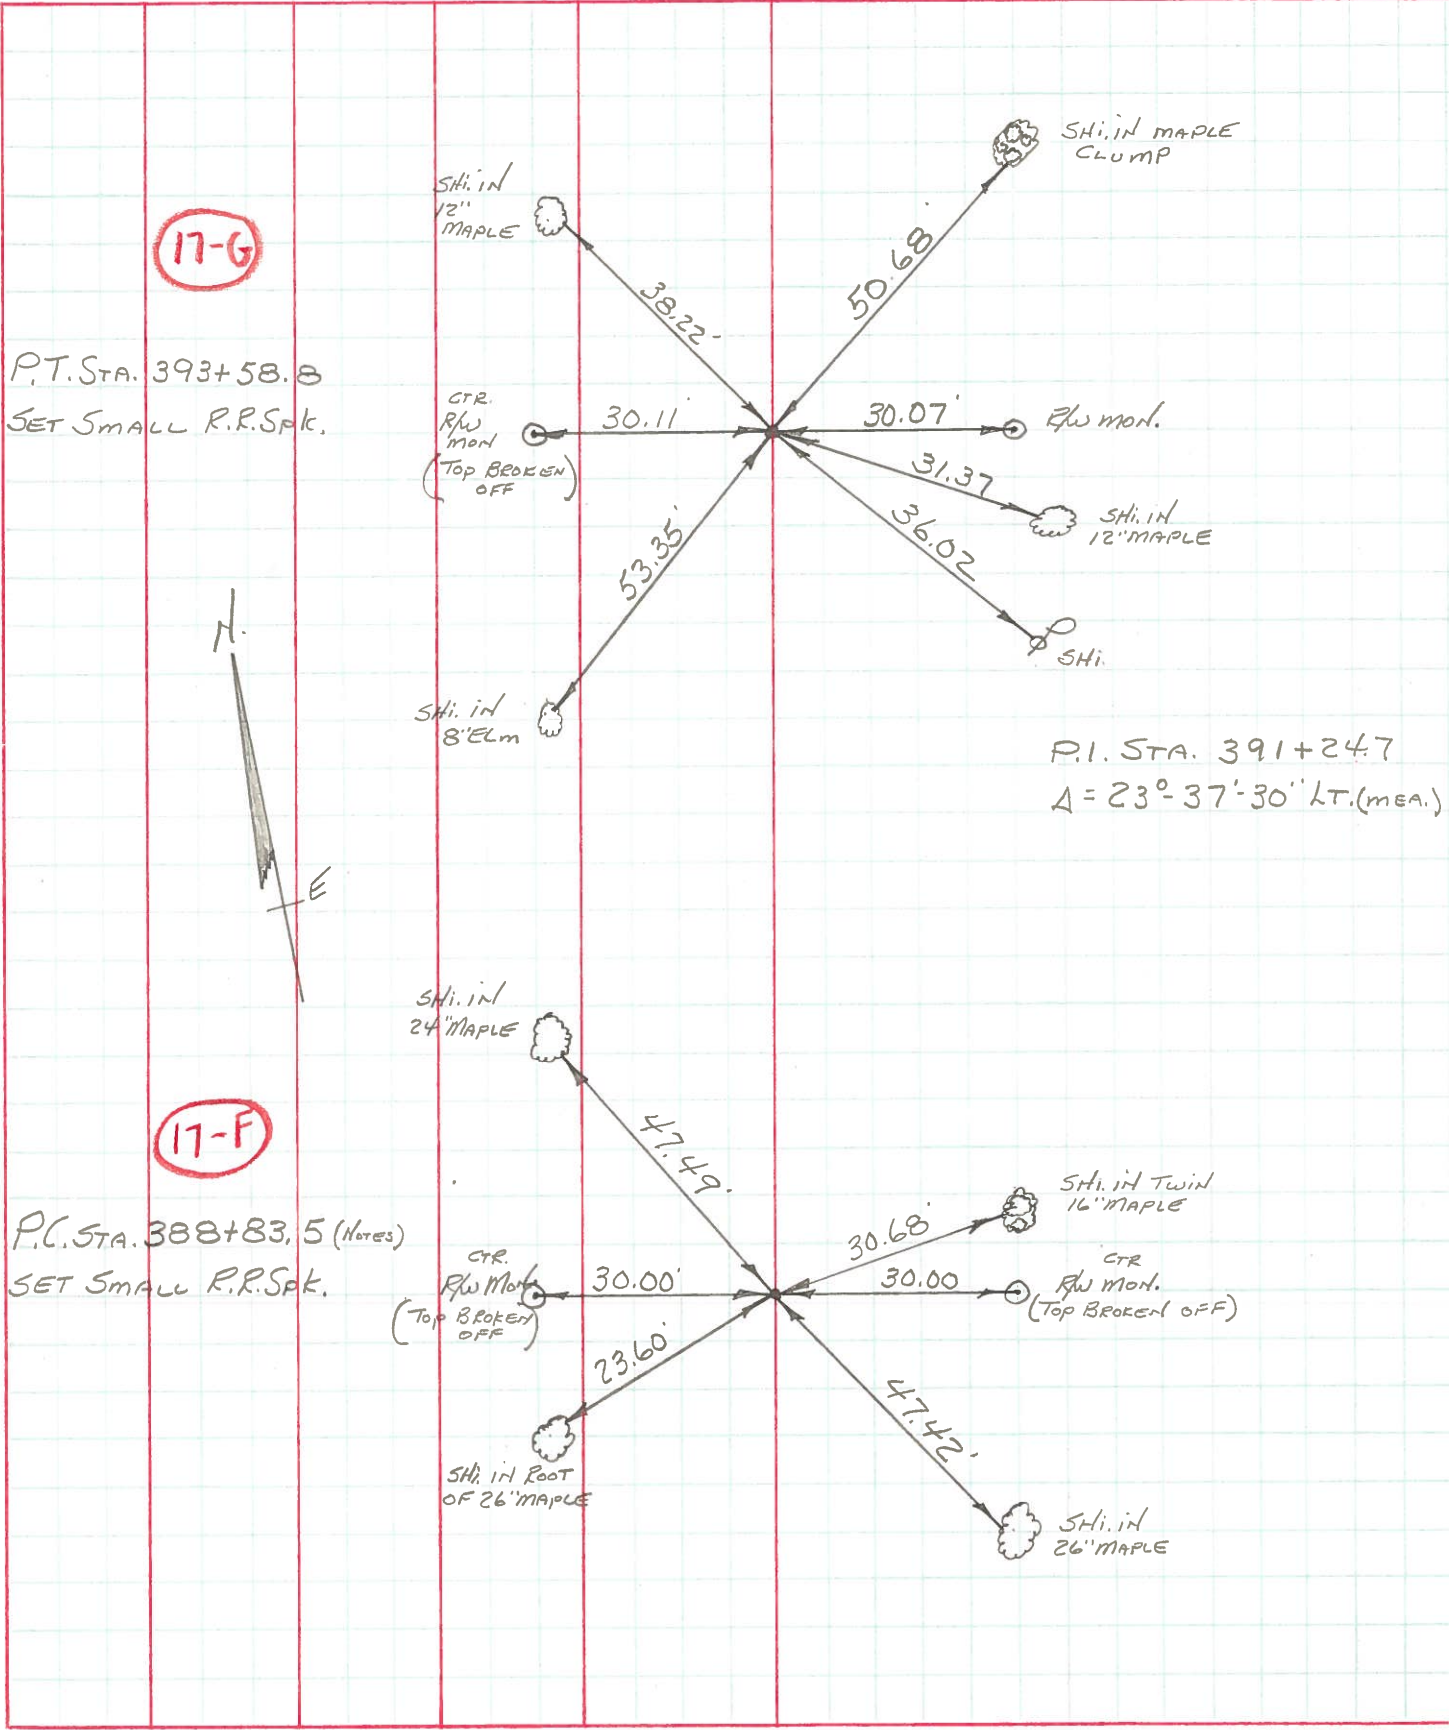 SHi. iN MAPLE
CLUMP
SHi. iN
12"
MAPLE
17-G
50.68'
38.22'
P.T. STA. 393+58.8
SET SMALL R.R. SPK.
CTR.
R/W
MON
(TOP BROKEN
OFF)
30.11'
30.07'
R/W MON.
31.37
SHi. iN
12" MAPLE
36.02
53.35'
SHi.
N.
SHi. iN
8" ELM
P.I. STA. 391+24.7
Δ = 23°-37'-30" LT. (MEA.)
E
SHi. iN
24" MAPLE
47.49'
17-F
SHi. iN TWiN
16" MAPLE
P.C. STA. 388+83.5 (NOTES)
SET SMALL R.R. SPK.
30.68'
CTR.
R/W MON.
(TOP BROKEN
OFF)
30.00'
30.00
CTR
R/W MON.
(TOP BROKEN OFF)
23.60'
47.42'
SHi. iN ROOT
OF 26" MAPLE
SHi. iN
26" MAPLE